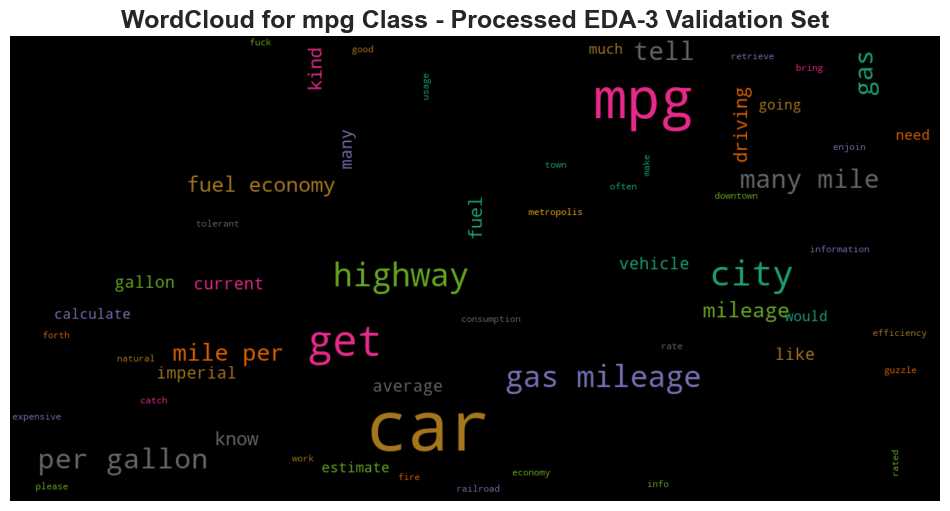 WordCloud for mpg Class - Processed EDA-3 Validation Set
fuck
good
kind
usage
much
tell
retrieve
bring
gas
mpg
driving
going
need
many
enjoin
town
make
often
many mile
downtown
fuel economy
metropolis
tolerant
fuel
information
highway
vehicle
city
gallon
current
mileage
would
calculate
consumption
forth
efficiency
get
mile per
natural
rate
like
imperial
guzzle
average
gas mileage
catch
expensive
car
know
per gallon
work
estimate
fire
economy
rated
please
railroad
info